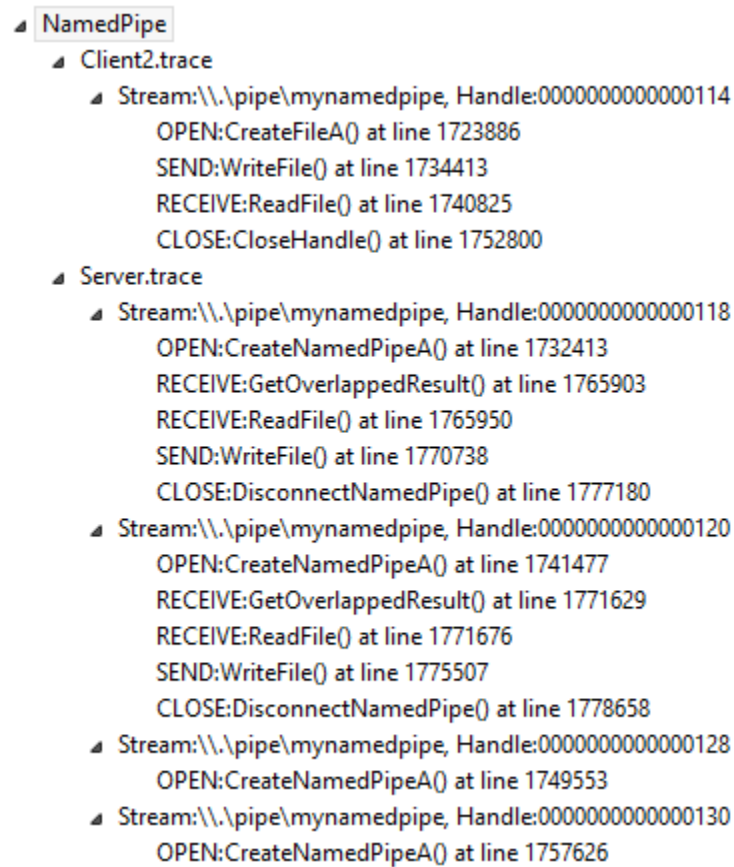 NamedPipe
Client2.trace
Stream:\\.\pipe\mynamedpipe, Handle:0000000000000114
OPEN:CreateFileA() at line 1723886
SEND:WriteFile() at line 1734413
RECEIVE:ReadFile() at line 1740825
CLOSE:CloseHandle() at line 1752800
Server.trace
Stream:\\.\pipe\mynamedpipe, Handle:0000000000000118
OPEN:CreateNamedPipeA() at line 1732413
RECEIVE:GetOverlappedResult() at line 1765903
RECEIVE:ReadFile() at line 1765950
SEND:WriteFile() at line 1770738
CLOSE:DisconnectNamedPipe() at line 1777180
Stream:\\.\pipe\mynamedpipe, Handle:0000000000000120
OPEN:CreateNamedPipeA() at line 1741477
RECEIVE:GetOverlappedResult() at line 1771629
RECEIVE:ReadFile() at line 1771676
SEND:WriteFile() at line 1775507
CLOSE:DisconnectNamedPipe() at line 1778658
Stream:\\.\pipe\mynamedpipe, Handle:0000000000000128
OPEN:CreateNamedPipeA() at line 1749553
Stream:\\.\pipe\mynamedpipe, Handle:0000000000000130
OPEN:CreateNamedPipeA() at line 1757626